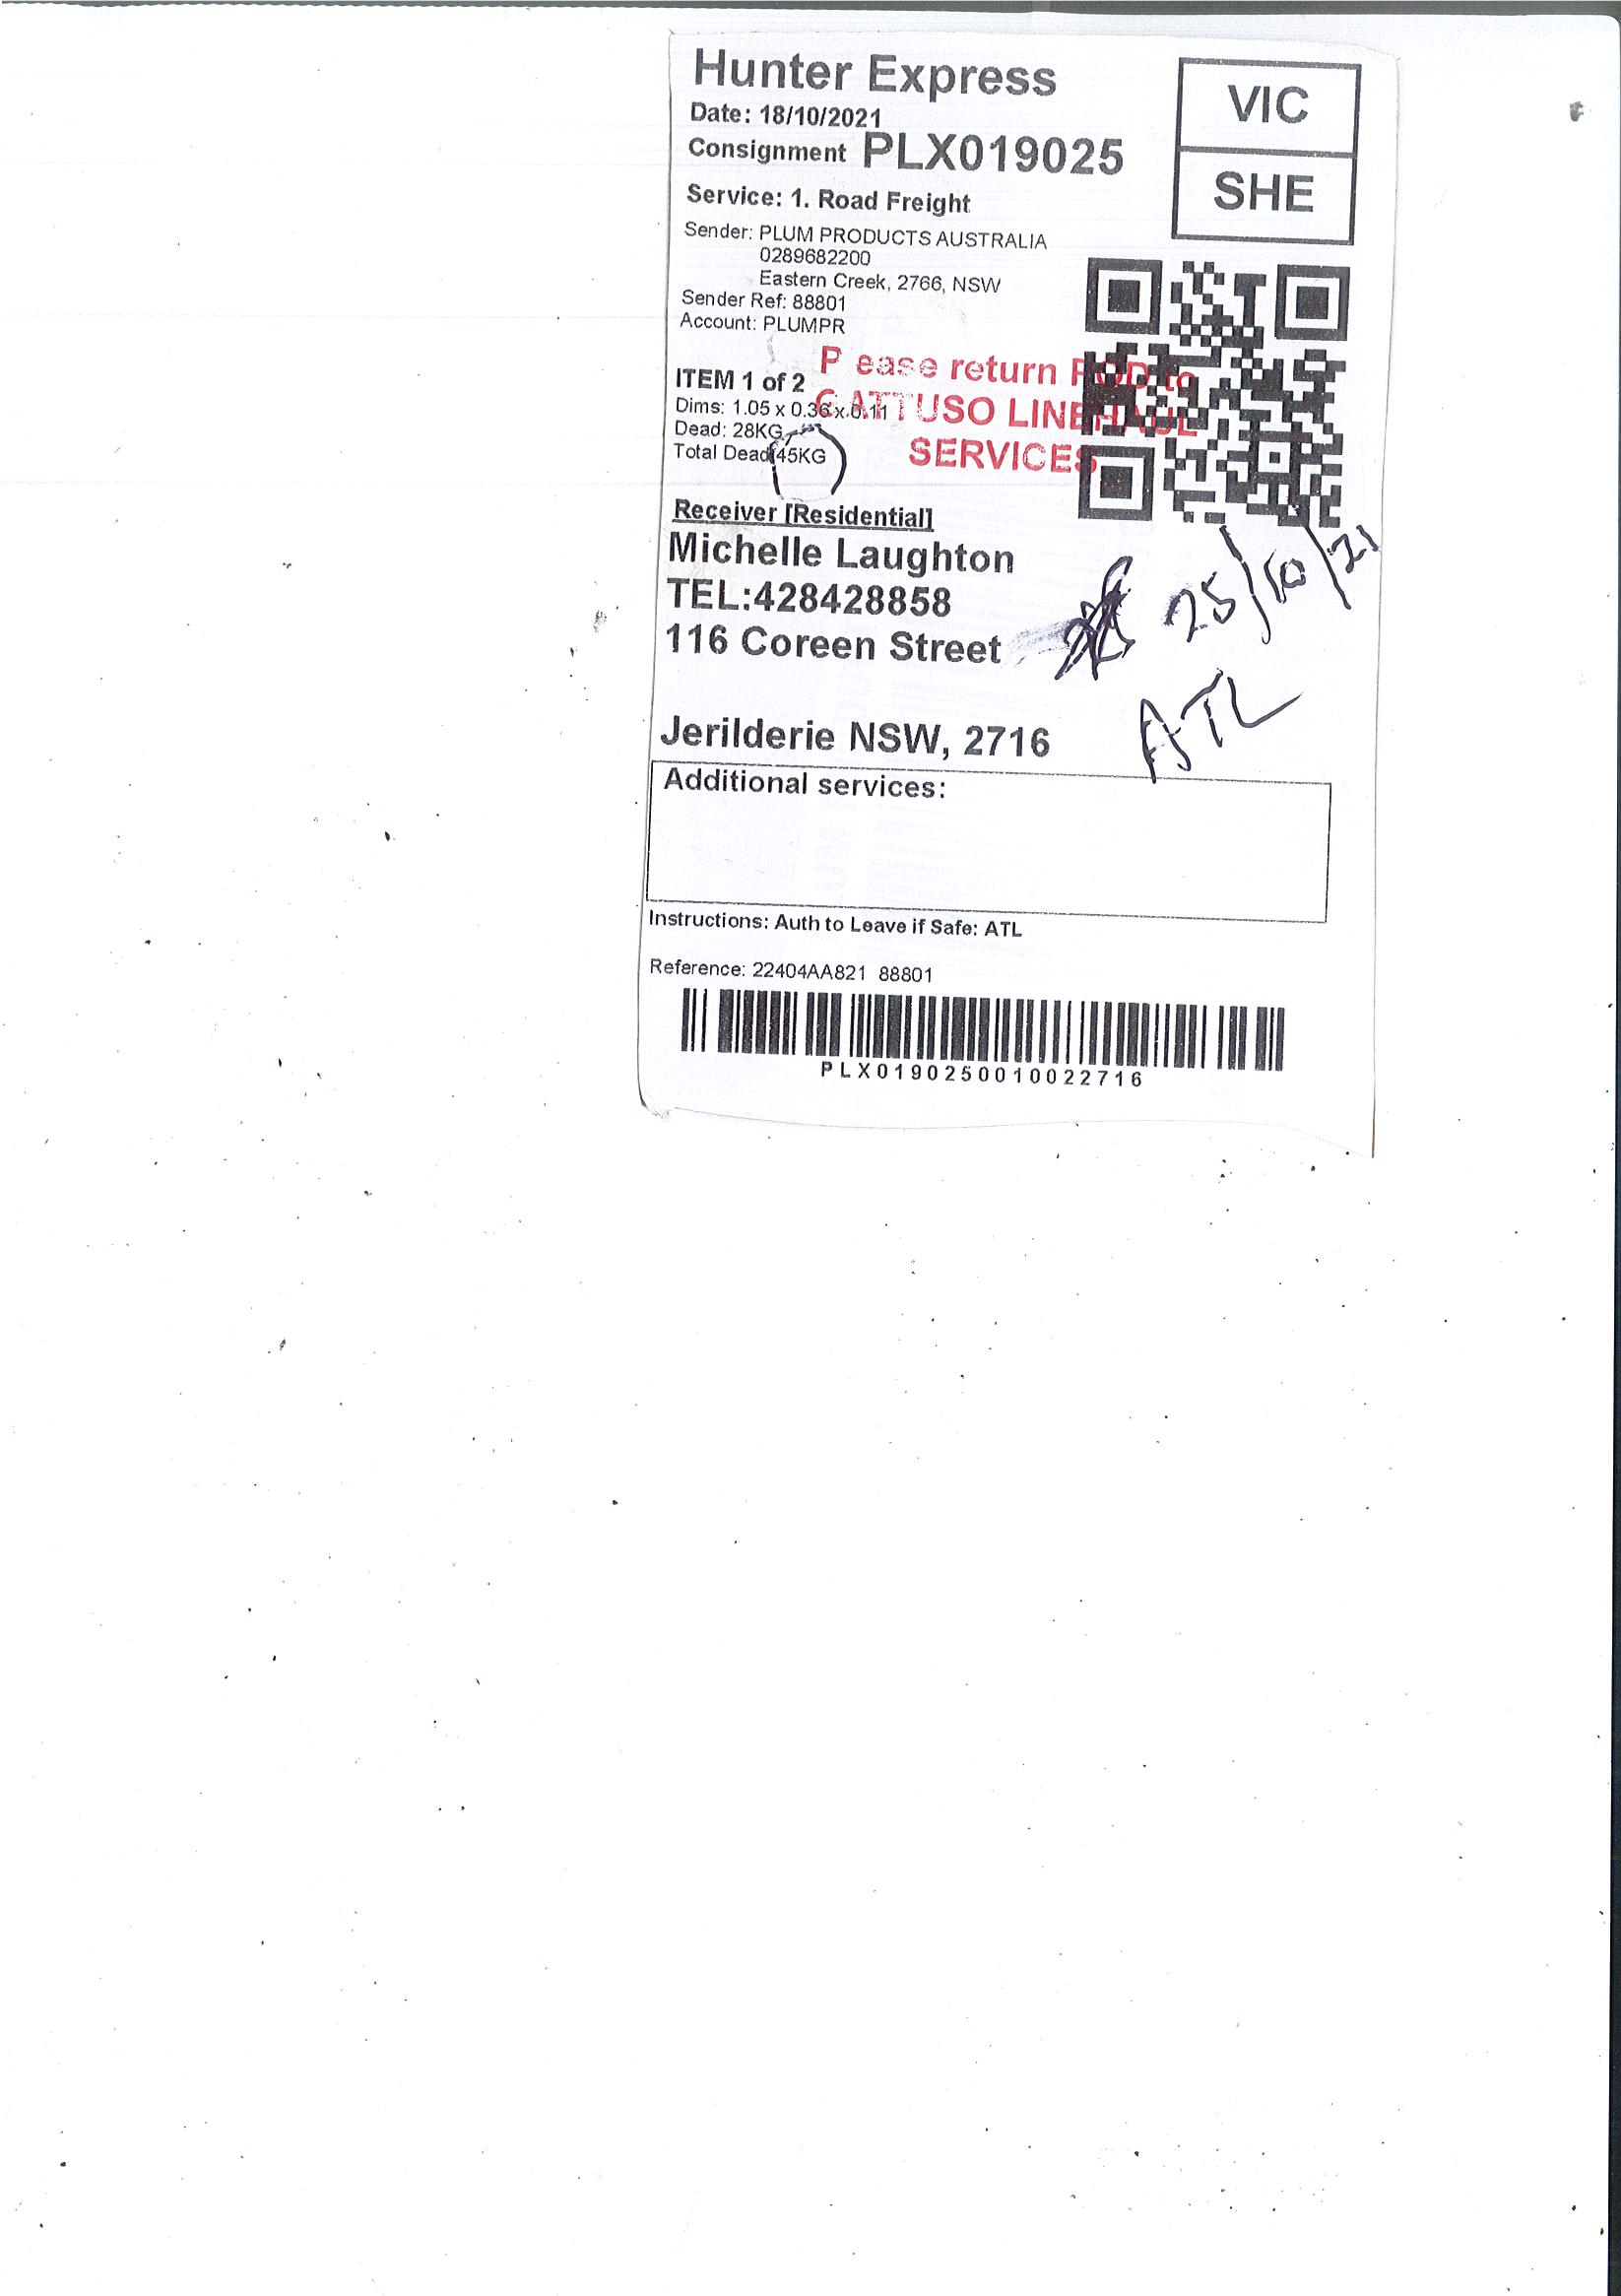 Hunter Express
Date: 18/10/2021
Consignment PLX019025
VIC
SHE
Service: 1. Road Freight
Sender: PLUM PRODUCTS AUSTRALIA
0289682200
Eastern Creek, 2766, NSW
Sender Ref: 88801
Account: PLUMPR
P ease return POD to
GATTUSO LINEHAUL
SERVICES
ITEM 1 of 2
Dims: 1.05 x 0.36 x 0.11
Dead: 28KG
Total Dead 45KG
Receiver [Residential]
Michelle Laughton
TEL:428428858
116 Coreen Street
25/10/21
ATL
Jerilderie NSW, 2716
Additional services:
Instructions: Auth to Leave if Safe: ATL
Reference: 22404AA821 88801
PLX0190250010022716